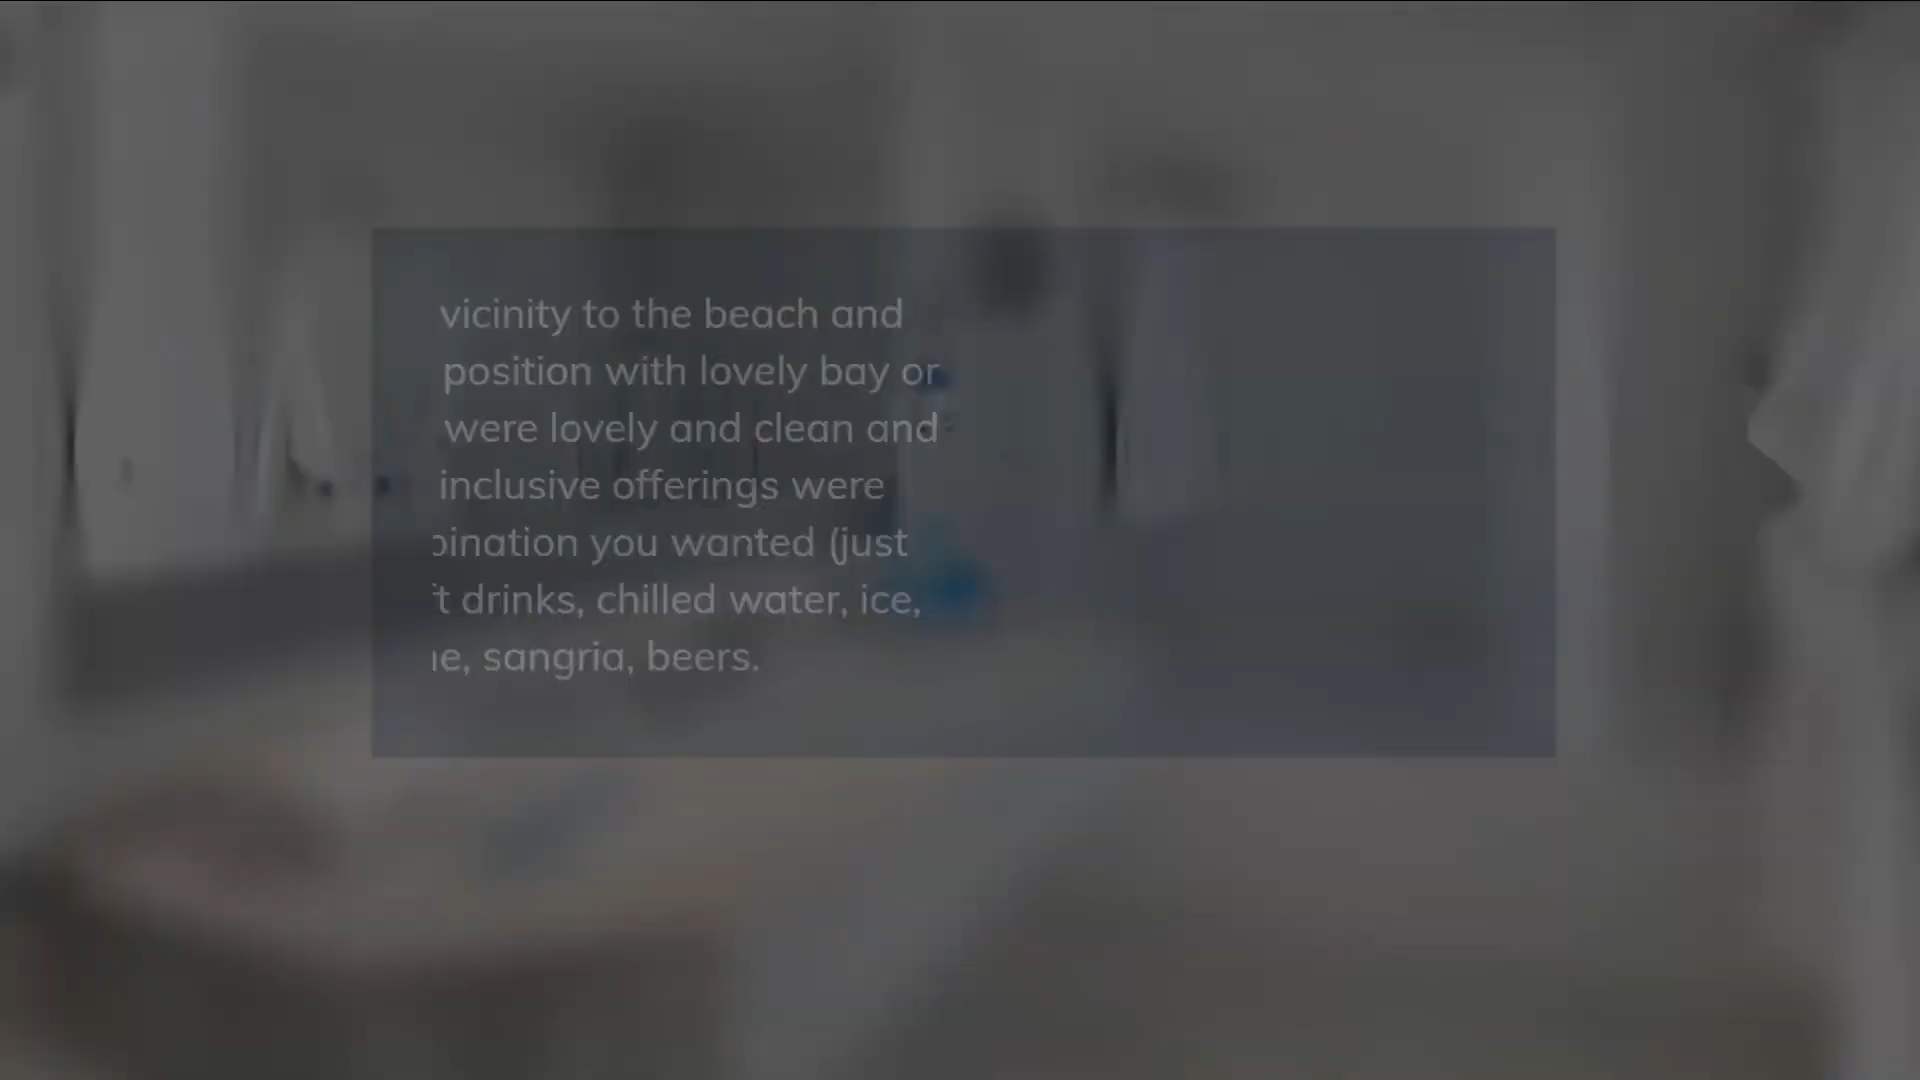 vicinity to the beach and
position with lovely bay or
were lovely and clean and
inclusive offerings were
you wanted (just
drinks, chilled water, ice,
sangria, beers.